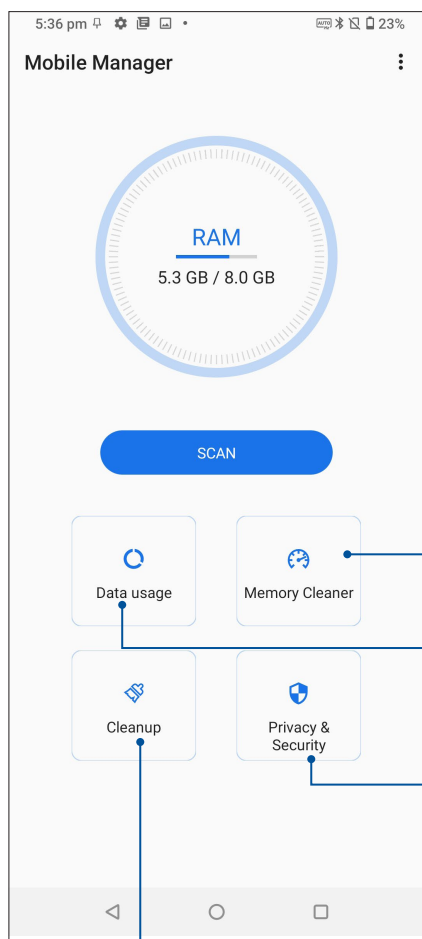 5:36 pm 23%
Mobile Manager
RAM
5.3 GB / 8.0 GB
SCAN
Data usage
Memory Cleaner
Cleanup
Privacy &
Security